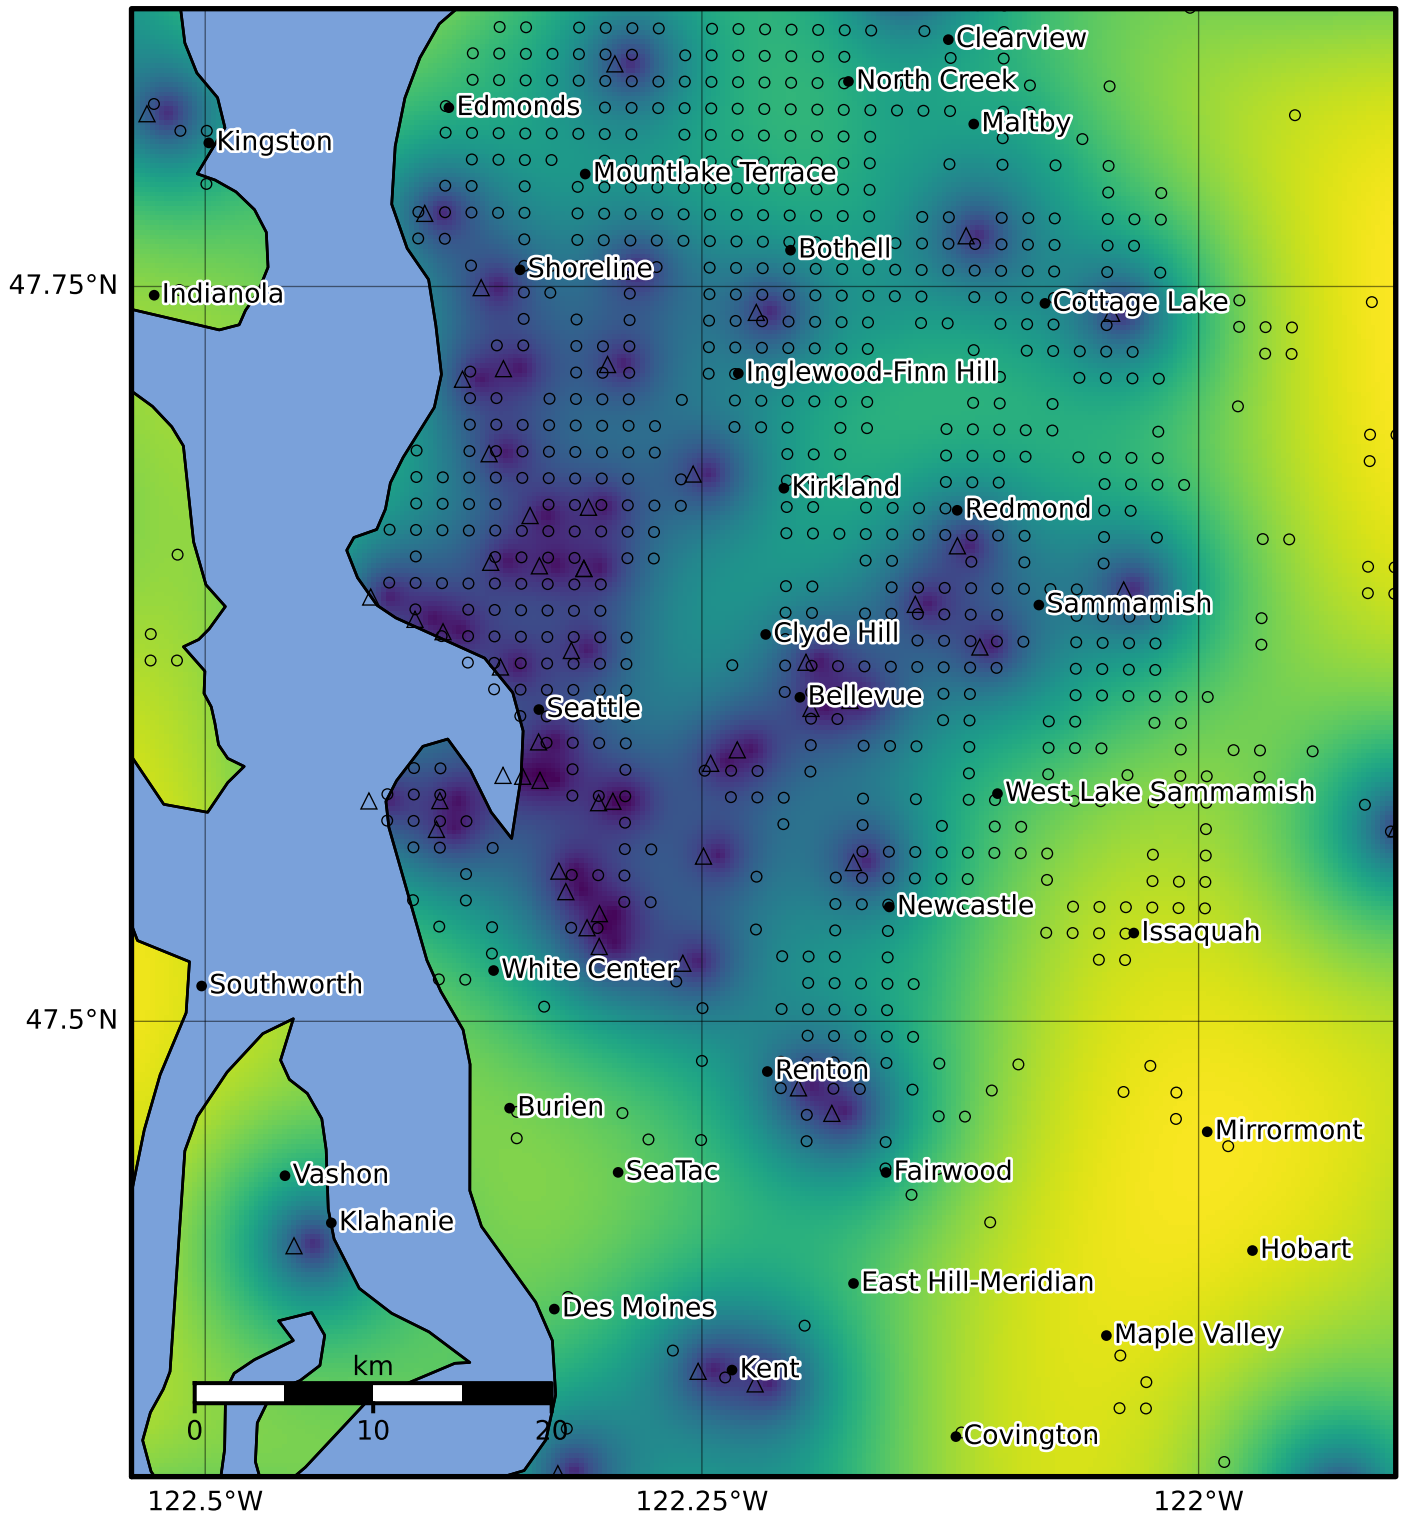 Clearview
North Creek
Edmonds
Maltby
Kingston
Mountlake Terrace
Bothell
Shoreline
47.75°N
Indianola
Cottage Lake
Inglewood-Finn Hill
Kirkland
Redmond
Sammamish
Clyde Hill
Bellevue
Seattle
West Lake Sammamish
Newcastle
Issaquah
White Center
Southworth
47.5°N
Renton
Burien
Mirrormont
Vashon
SeaTac
Fairwood
Klahanie
Hobart
East Hill-Meridian
Des Moines
Maple Valley
km
Kent
0 10 20
Covington
122.5°W 122.25°W 122°W